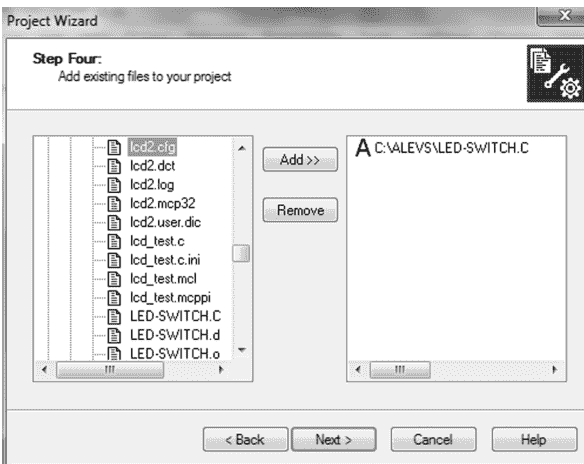 Project Wizard
Step Four:
Add existing files to your project
lcd2.cfg
lcd2.dct
lcd2.log
lcd2.mcp32
lcd2.user.dic
lcd_test.c
lcd_test.c.ini
lcd_test.mcl
lcd_test.mcppi
LED-SWITCH.C
LED-SWITCH.d
LED-SWITCH.o
Add >>
Remove
A C:\ALEVS\LED-SWITCH.C
< Back
Next >
Cancel
Help